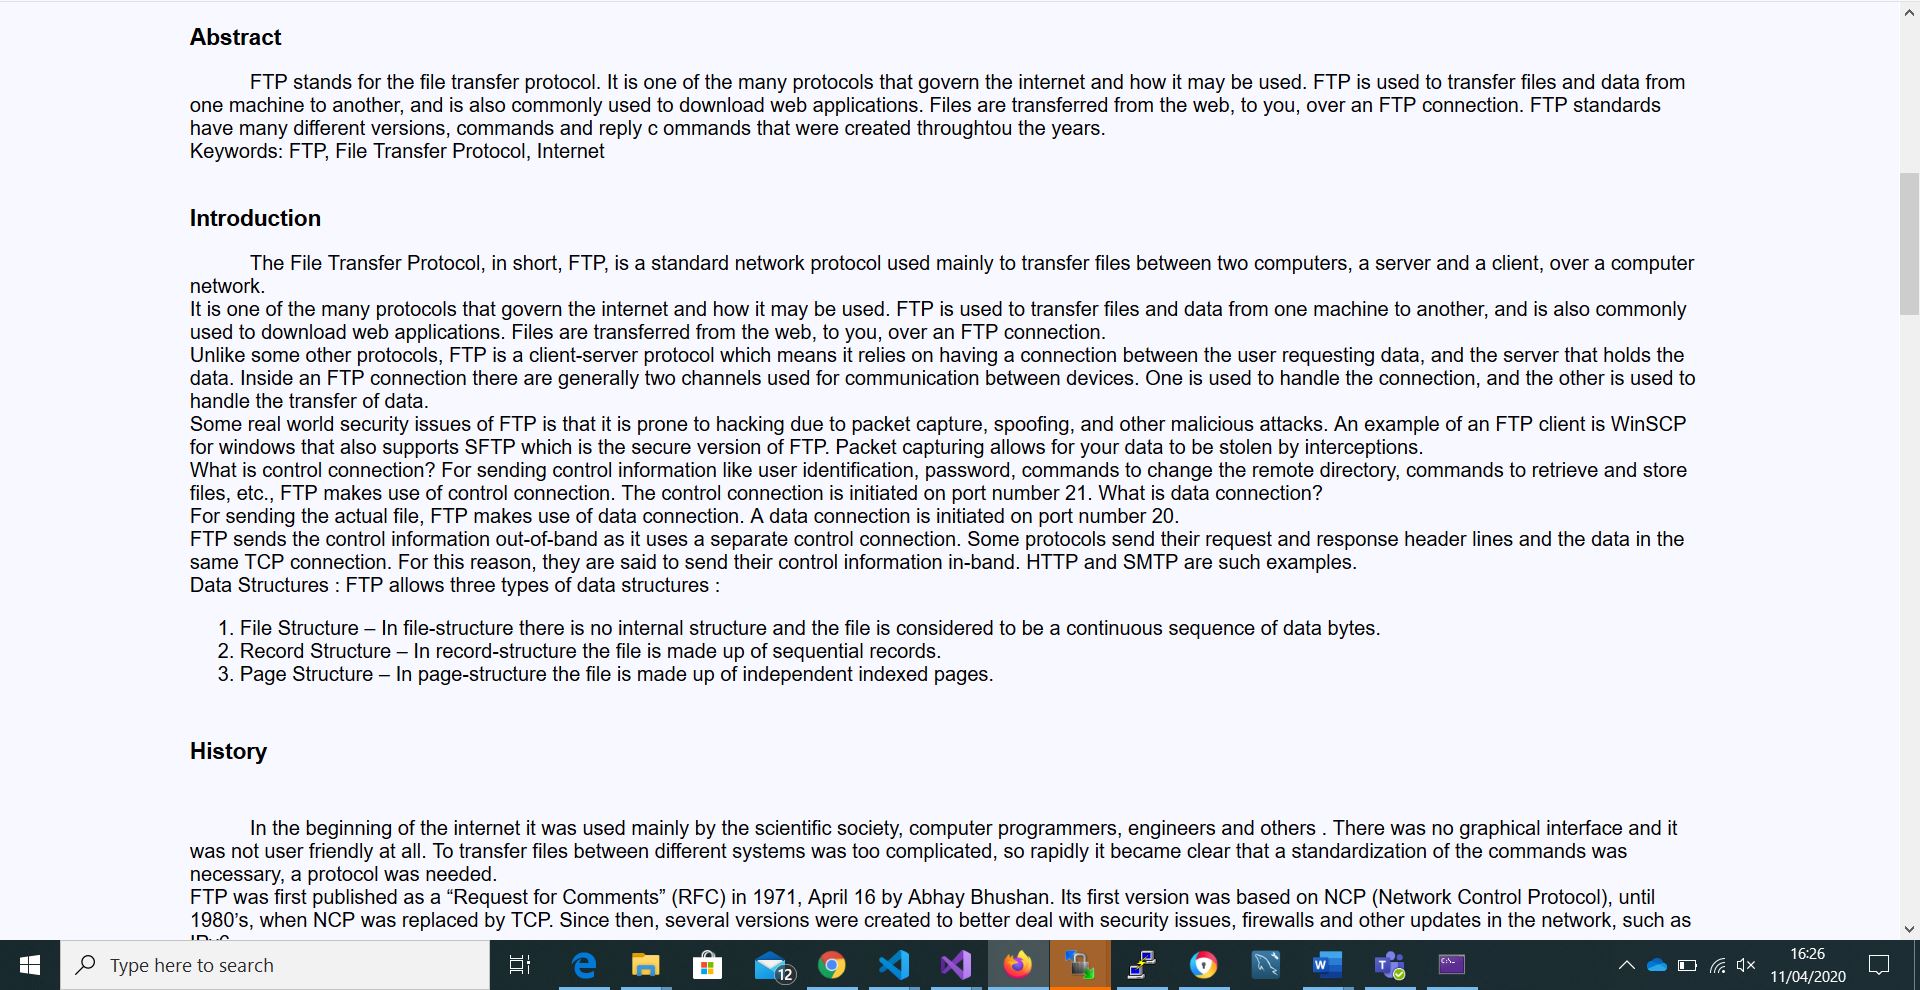 Abstract
FTP stands for the file transfer protocol. It is one of the many protocols that govern the internet and how it may be used. FTP is used to transfer files and data from
one machine to another, and is also commonly used to download web applications. Files are transferred from the web, to you, over an FTP connection. FTP standards
have many different versions, commands and reply c ommands that were created throughtou the years.
Keywords: FTP, File Transfer Protocol, Internet
Introduction
The File Transfer Protocol, in short, FTP, is a standard network protocol used mainly to transfer files between two computers, a server and a client, over a computer
network.
It is one of the many protocols that govern the internet and how it may be used. FTP is used to transfer files and data from one machine to another, and is also commonly
used to download web applications. Files are transferred from the web, to you, over an FTP connection.
Unlike some other protocols, FTP is a client-server protocol which means it relies on having a connection between the user requesting data, and the server that holds the
data. Inside an FTP connection there are generally two channels used for communication between devices. One is used to handle the connection, and the other is used to
handle the transfer of data.
Some real world security issues of FTP is that it is prone to hacking due to packet capture, spoofing, and other malicious attacks. An example of an FTP client is WinSCP
for windows that also supports SFTP which is the secure version of FTP. Packet capturing allows for your data to be stolen by interceptions.
What is control connection? For sending control information like user identification, password, commands to change the remote directory, commands to retrieve and store
files, etc., FTP makes use of control connection. The control connection is initiated on port number 21. What is data connection?
For sending the actual file, FTP makes use of data connection. A data connection is initiated on port number 20.
FTP sends the control information out-of-band as it uses a separate control connection. Some protocols send their request and response header lines and the data in the
same TCP connection. For this reason, they are said to send their control information in-band. HTTP and SMTP are such examples.
Data Structures : FTP allows three types of data structures :
1. File Structure – In file-structure there is no internal structure and the file is considered to be a continuous sequence of data bytes.
2. Record Structure – In record-structure the file is made up of sequential records.
3. Page Structure – In page-structure the file is made up of independent indexed pages.
History
In the beginning of the internet it was used mainly by the scientific society, computer programmers, engineers and others . There was no graphical interface and it
was not user friendly at all. To transfer files between different systems was too complicated, so rapidly it became clear that a standardization of the commands was
necessary, a protocol was needed.
FTP was first published as a “Request for Comments” (RFC) in 1971, April 16 by Abhay Bhushan. Its first version was based on NCP (Network Control Protocol), until
1980’s, when NCP was replaced by TCP. Since then, several versions were created to better deal with security issues, firewalls and other updates in the network, such as
Type here to search
12
16:26
11/04/2020